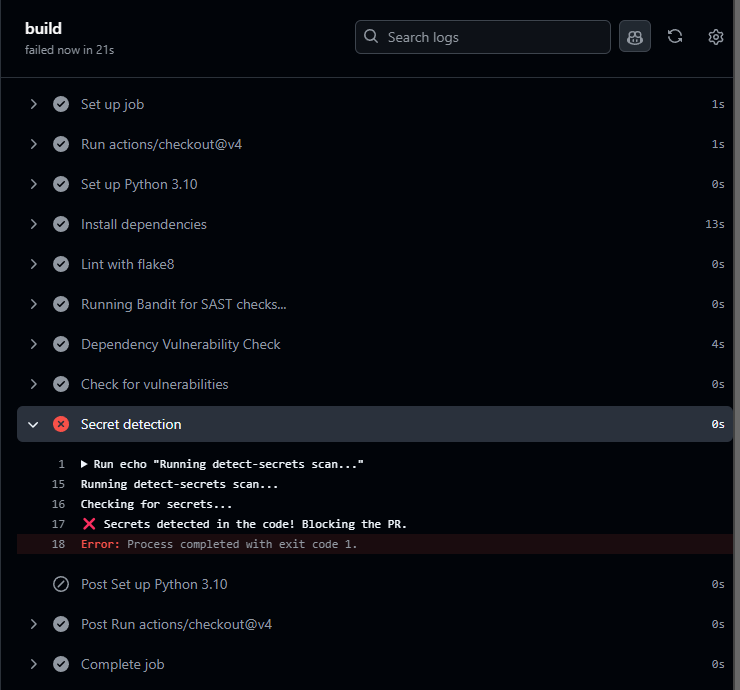 build
failed now in 21s
Search logs
Set up job 1s
Run actions/checkout@v4 1s
Set up Python 3.10 0s
Install dependencies 13s
Lint with flake8 0s
Running Bandit for SAST checks... 0s
Dependency Vulnerability Check 4s
Check for vulnerabilities 0s
Secret detection 0s
1 ▶ Run echo "Running detect-secrets scan..."
15 Running detect-secrets scan...
16 Checking for secrets...
17 ❌ Secrets detected in the code! Blocking the PR.
18 Error: Process completed with exit code 1.
Post Set up Python 3.10 0s
Post Run actions/checkout@v4 0s
Complete job 0s